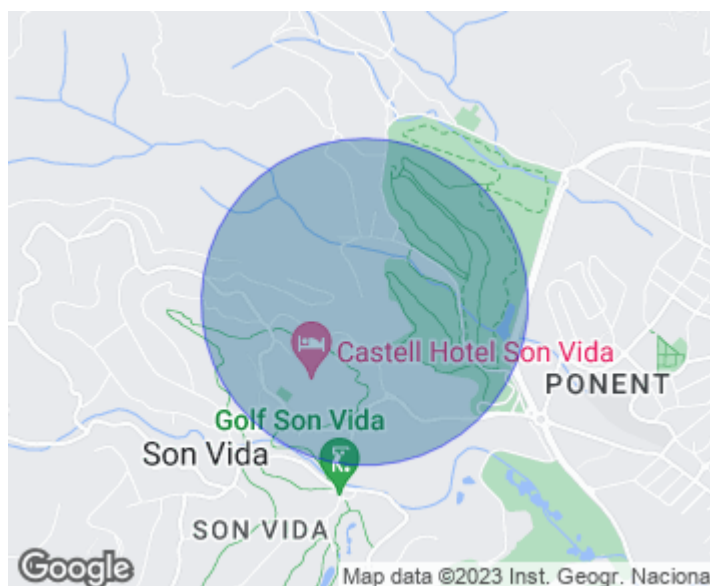 Castell Hotel Son Vida
PONENT
Golf Son Vida
Son Vida
SON VIDA
Google
Map data ©2023 Inst. Geogr. Naciona